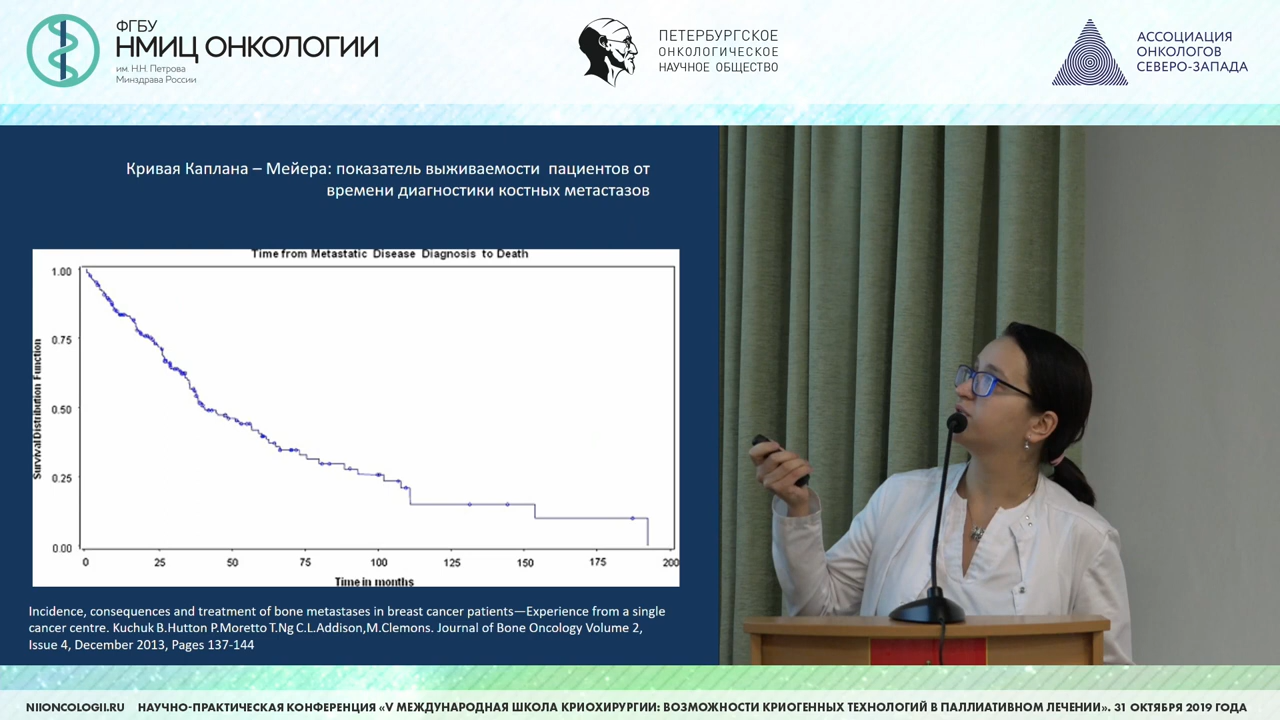 ФГБУ
НМИЦ ОНКОЛОГИИ
им. Н.Н. Петрова
Минздрава России
ПЕТЕРБУРГСКОЕ
ОНКОЛОГИЧЕСКОЕ
НАУЧНОЕ ОБЩЕСТВО
АССОЦИАЦИЯ
ОНКОЛОГОВ
СЕВЕРО-ЗАПАДА
Кривая Каплана – Мейера: показатель выживаемости пациентов от
времени диагностики костных метастазов
Time from Metastatic Disease Diagnosis to Death
Survival Distribution Function
1.00
0.75
0.50
0.25
0.00
0 25 50 75 100 125 150 175 200
Time in months
Incidence, consequences and treatment of bone metastases in breast cancer patients—Experience from a single
cancer centre. Kuchuk B.Hutton P.Moretto T.Ng C.L.Addison,M.Clemons. Journal of Bone Oncology Volume 2,
Issue 4, December 2013, Pages 137-144
NIIONCOLOGII.RU НАУЧНО-ПРАКТИЧЕСКАЯ КОНФЕРЕНЦИЯ «V МЕЖДУНАРОДНАЯ ШКОЛА КРИОХИРУРГИИ: ВОЗМОЖНОСТИ КРИОГЕННЫХ ТЕХНОЛОГИЙ В ПАЛЛИАТИВНОМ ЛЕЧЕНИИ». 31 ОКТЯБРЯ 2019 ГОДА